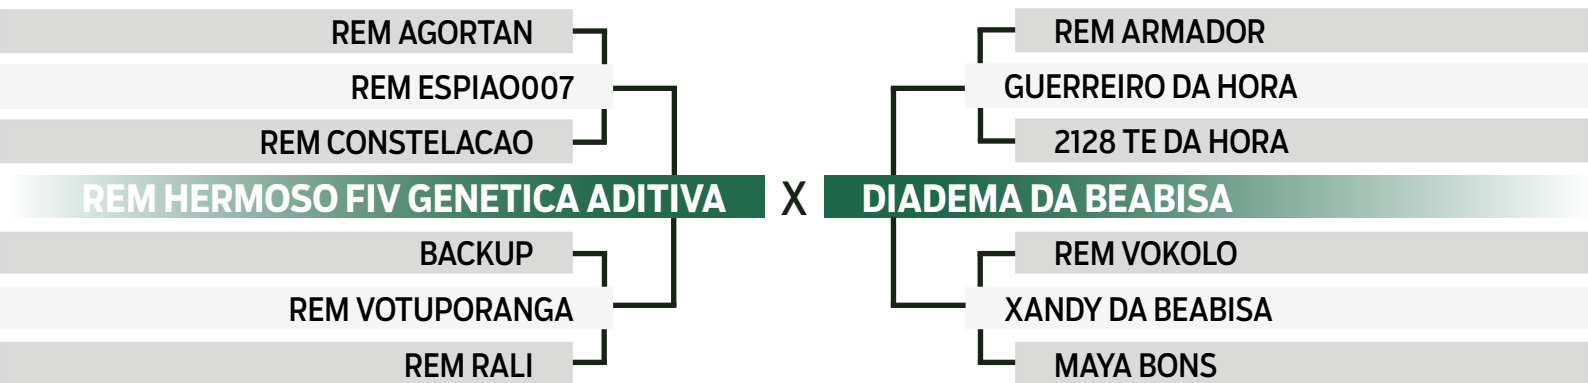 REM AGORTAN
REM ESPIAO007
REM CONSTELACAO
REM HERMOSO FIV GENETICA ADITIVA
BACKUP
REM VOTUPORANGA
REM RALI
X
REM ARMADOR
GUERREIRO DA HORA
2128 TE DA HORA
DIADEMA DA BEABISA
REM VOKOLO
XANDY DA BEABISA
MAYA BONS